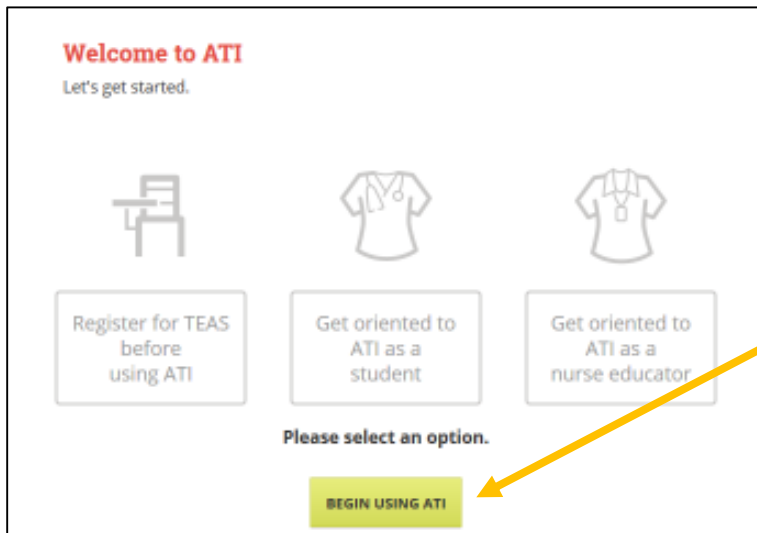 Welcome to ATI
Let's get started.
Register for TEAS
before
using ATI
Get oriented to
ATI as a
student
Get oriented to
ATI as a
nurse educator
Please select an option.
BEGIN USING ATI